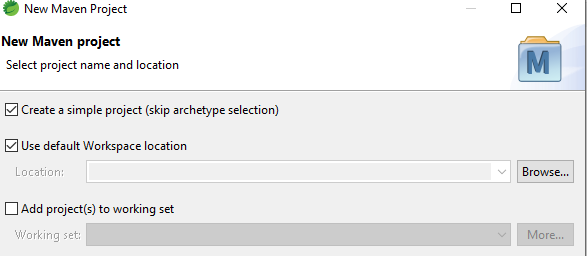 New Maven Project
New Maven project
Select project name and location
M
Create a simple project (skip archetype selection)
Use default Workspace location
Location:
Browse...
Add project(s) to working set
Working set:
More...